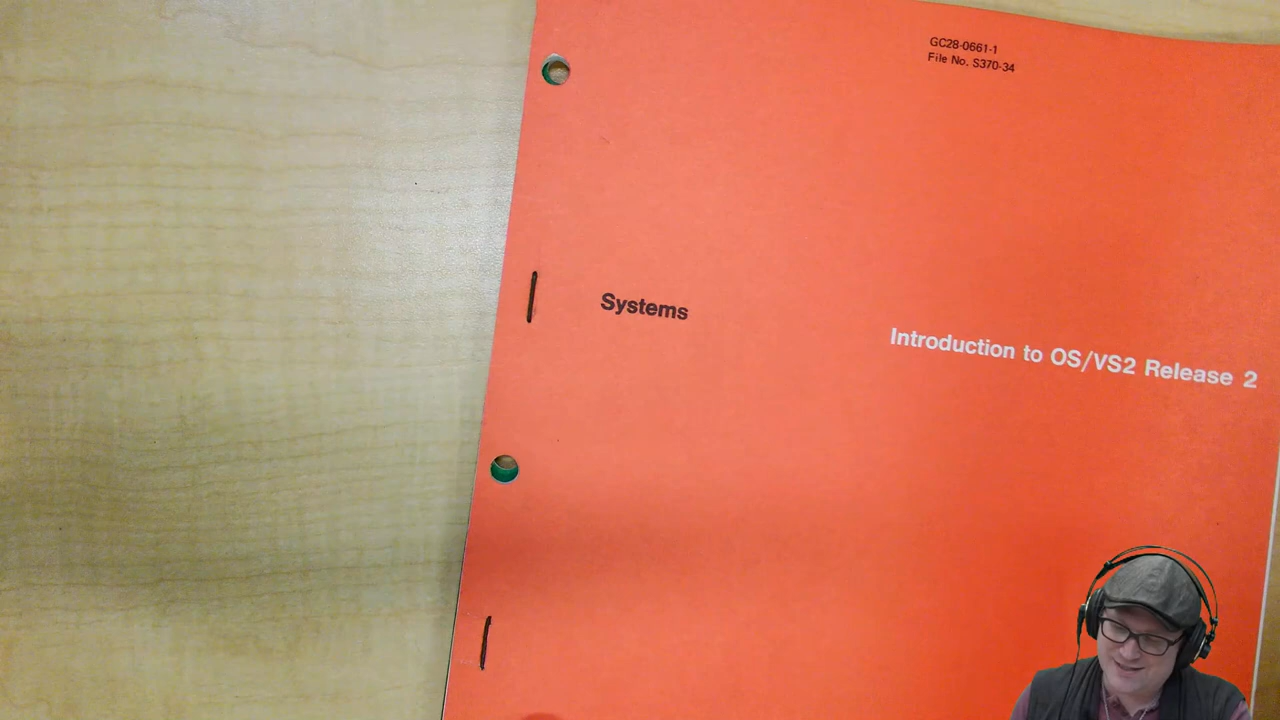 GC28-0661-1
File No. S370-34
Systems
Introduction to OS/VS2 Release 2